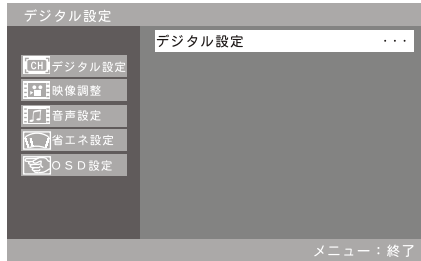 デジタル設定
デジタル設定 ･･･
CH デジタル設定
映像調整
音声設定
省エネ設定
OSD設定
メニュー：終了